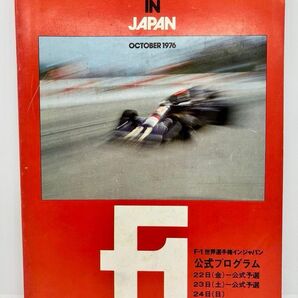 IN
JAPAN
OCTOBER 1976
F1
F-1世界選手権インジャパン
公式プログラム
22日(金)-公式予選
23日(土)-公式予選
24日(日)